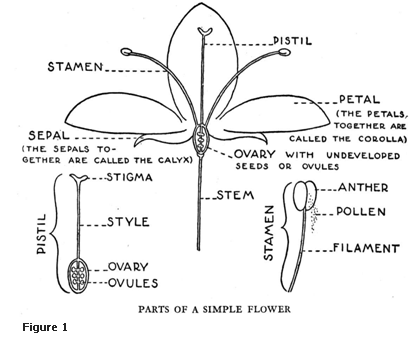 PISTIL
STAMEN
PETAL
(THE PETALS,
TOGETHER ARE
CALLED THE COROLLA)
SEPAL
(THE SEPALS TO-
GETHER ARE CALLED THE CALYX)
OVARY WITH UNDEVELOPED
SEEDS OR OVULES
STIGMA
STYLE
PISTIL
OVARY
OVULES
STEM
ANTHER
POLLEN
STAMEN
FILAMENT
PARTS OF A SIMPLE FLOWER
Figure 1